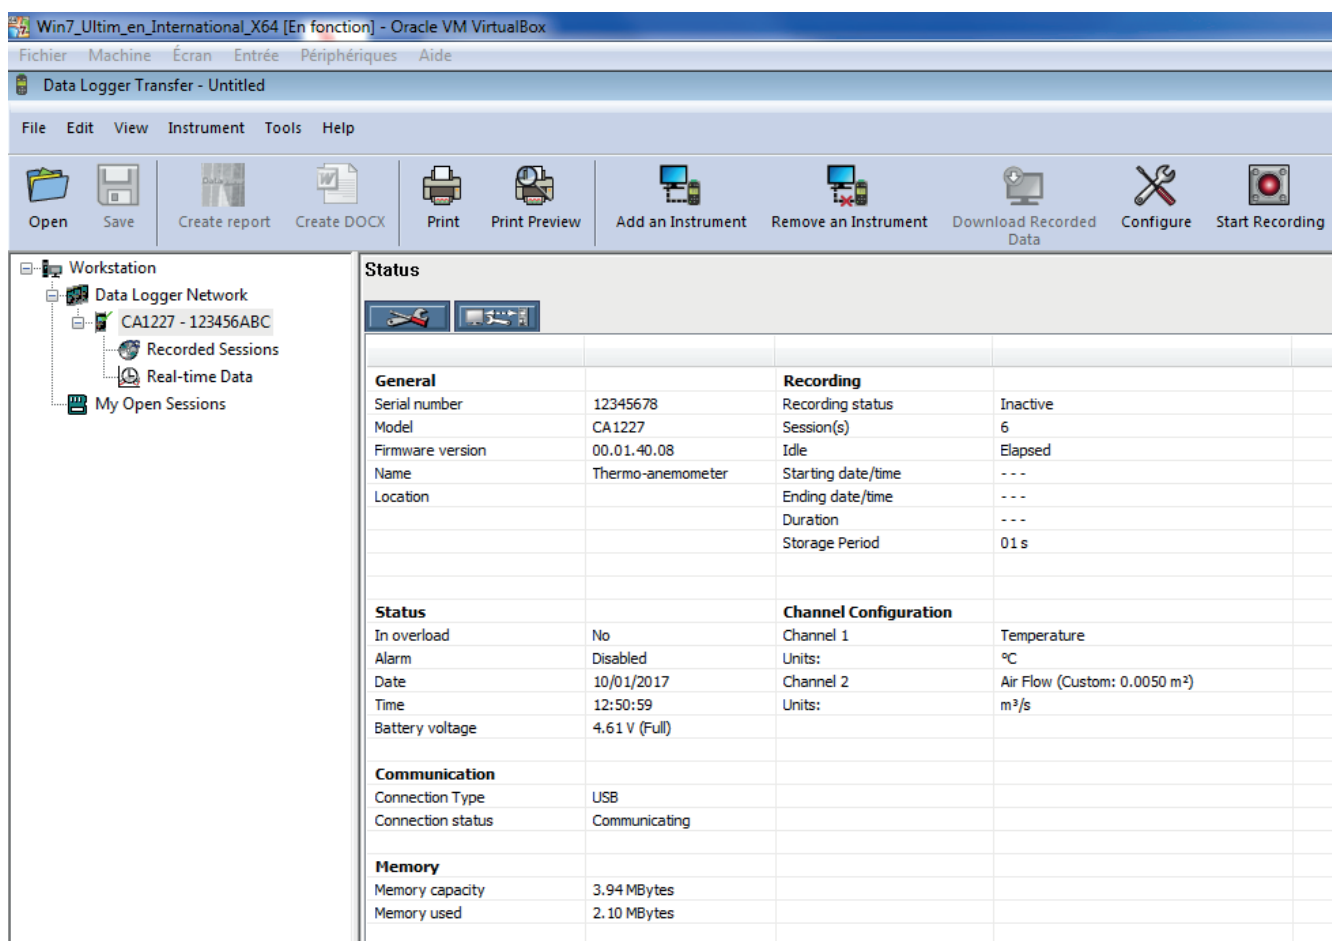 Win7_Ultim_en_International_X64 [En fonction] - Oracle VM VirtualBox
Fichier Machine Écran Entrée Périphériques Aide
Data Logger Transfer - Untitled
File Edit View Instrument Tools Help
Open Save Create report Create DOCX Print Print Preview Add an Instrument Remove an Instrument Download Recorded Data Configure Start Recording
Workstation
Data Logger Network
CA1227 - 123456ABC
Recorded Sessions
Real-time Data
My Open Sessions
Status
General Recording
Serial number 12345678 Recording status Inactive
Model CA1227 Session(s) 6
Firmware version 00.01.40.08 Idle Elapsed
Name Thermo-anemometer Starting date/time - - -
Location Ending date/time - - -
Duration - - -
Storage Period 01 s
Status Channel Configuration
In overload No Channel 1 Temperature
Alarm Disabled Units: ºC
Date 10/01/2017 Channel 2 Air Flow (Custom: 0.0050 m²)
Time 12:50:59 Units: m³/s
Battery voltage 4.61 V (Full)
Communication
Connection Type USB
Connection status Communicating
Memory
Memory capacity 3.94 MBytes
Memory used 2.10 MBytes